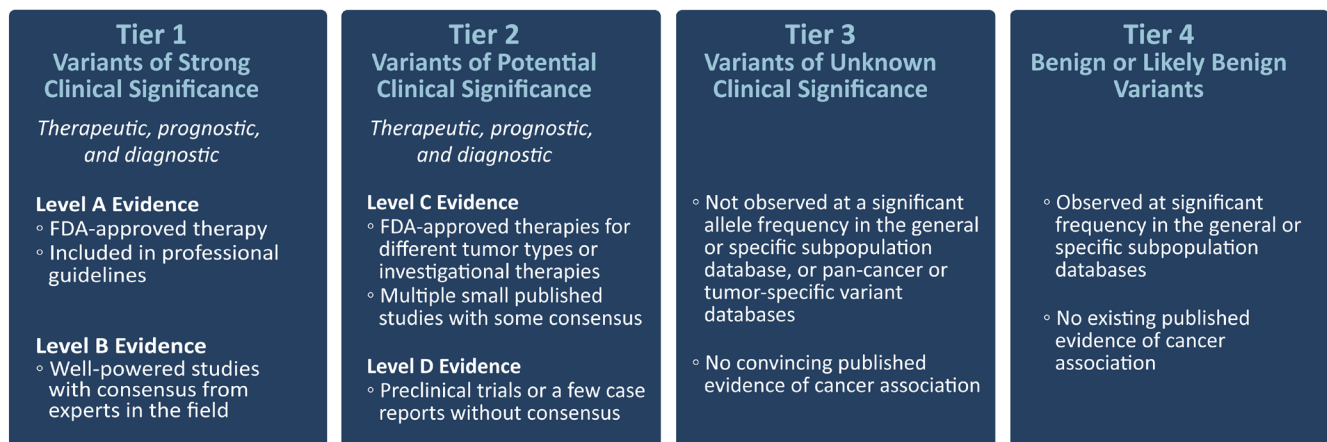 Tier 1
Variants of Strong
Clinical Significance
Therapeutic, prognostic,
and diagnostic
Level A Evidence
◦ FDA-approved therapy
◦ Included in professional
guidelines
Level B Evidence
◦ Well-powered studies
with consensus from
experts in the field
Tier 2
Variants of Potential
Clinical Significance
Therapeutic, prognostic,
and diagnostic
Level C Evidence
◦ FDA-approved therapies for
different tumor types or
investigational therapies
◦ Multiple small published
studies with some consensus
Level D Evidence
◦ Preclinical trials or a few case
reports without consensus
Tier 3
Variants of Unknown
Clinical Significance
◦ Not observed at a significant
allele frequency in the general
or specific subpopulation
database, or pan-cancer or
tumor-specific variant
databases
◦ No convincing published
evidence of cancer association
Tier 4
Benign or Likely Benign
Variants
◦ Observed at significant
frequency in the general or
specific subpopulation
databases
◦ No existing published
evidence of cancer
association